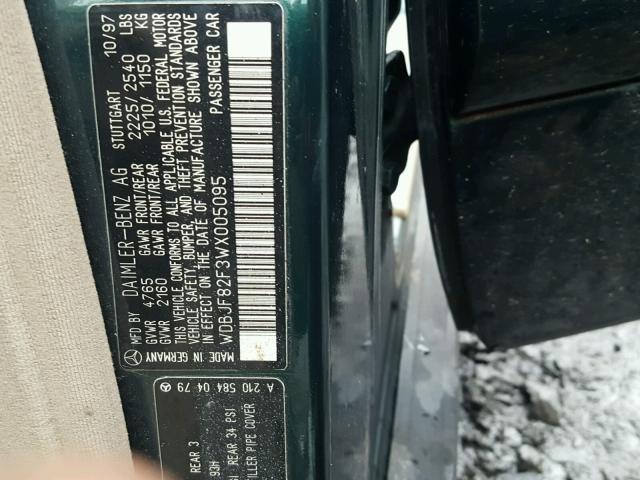 MFD BY DAIMLER-BENZ AG STUTTGART 10/97
GVWR 4765 GAWR FRONT/REAR 2225/2540 LBS
GVWR 2160 GAWR FRONT/REAR 1010/1150 KG
THIS VEHICLE CONFORMS TO ALL APPLICABLE U.S. FEDERAL MOTOR
VEHICLE SAFETY, BUMPER, AND THEFT PREVENTION STANDARDS
IN EFFECT ON THE DATE OF MANUFACTURE SHOWN ABOVE
WDBJF82F3WX005095 PASSENGER CAR
MADE IN GERMANY
A 210 584 04 79
REAR 3
93H
REAR 34 PSI
FILLER PIPE COVER